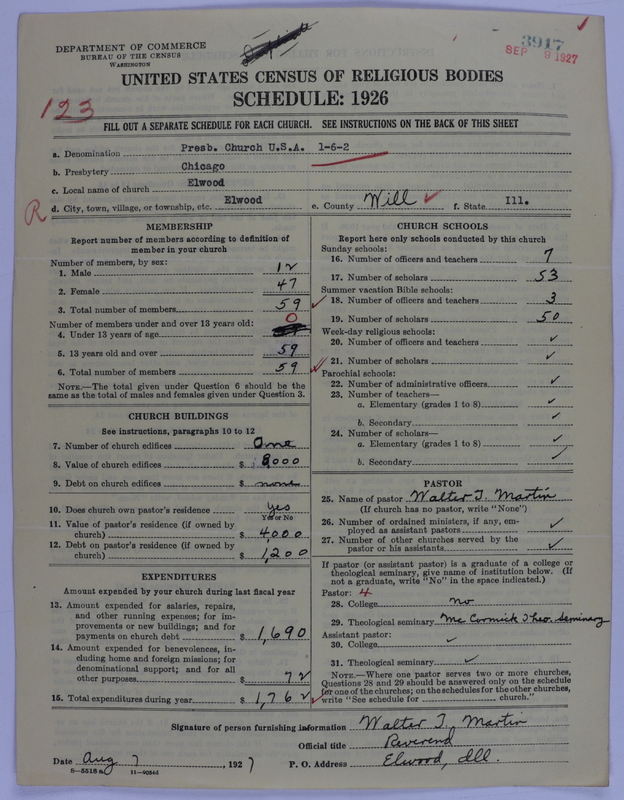 DEPARTMENT OF COMMERCE
BUREAU OF THE CENSUS
WASHINGTON
3917
SEP 8 1927
UNITED STATES CENSUS OF RELIGIOUS BODIES
SCHEDULE: 1926
123
FILL OUT A SEPARATE SCHEDULE FOR EACH CHURCH. SEE INSTRUCTIONS ON THE BACK OF THIS SHEET
a. Denomination Presb. Church U.S.A. 1-6-2
b. Presbytery Chicago
c. Local name of church Elwood
R d. City, town, village, or township, etc. Elwood e. County Will ✓ f. State Ill.
MEMBERSHIP
Report number of members according to definition of
member in your church
Number of members, by sex:
1. Male 12
2. Female 47
3. Total number of members 59 ✓
Number of members under and over 13 years old: 0
4. Under 13 years of age
5. 13 years old and over 59
6. Total number of members 59 ✓
NOTE.—The total given under Question 6 should be the
same as the total of males and females given under Question 3.
CHURCH BUILDINGS
See instructions, paragraphs 10 to 12
7. Number of church edifices One
8. Value of church edifices $ 8000
9. Debt on church edifices $ none
10. Does church own pastor's residence yes
Yes or No
11. Value of pastor's residence (if owned by
church) $ 4000
12. Debt on pastor's residence (if owned by
church) $ 1,200
EXPENDITURES
Amount expended by your church during last fiscal year
13. Amount expended for salaries, repairs,
and other running expenses; for im-
provements or new buildings; and for
payments on church debt $ 1,690
14. Amount expended for benevolences, in-
cluding home and foreign missions; for
denominational support; and for all
other purposes $ 72
15. Total expenditures during year $ 1,762 ✓
CHURCH SCHOOLS
Report here only schools conducted by this church
Sunday schools:
16. Number of officers and teachers 7
17. Number of scholars 53
Summer vacation Bible schools:
18. Number of officers and teachers 3
19. Number of scholars 50
Week-day religious schools:
20. Number of officers and teachers ✓
21. Number of scholars ✓
Parochial schools:
22. Number of administrative officers ✓
23. Number of teachers—
a. Elementary (grades 1 to 8) ✓
b. Secondary ✓
24. Number of scholars—
a. Elementary (grades 1 to 8) ✓
b. Secondary ✓
PASTOR
25. Name of pastor Walter T. Martin
(If church has no pastor, write "None")
26. Number of ordained ministers, if any, em-
ployed as assistant pastors ✓
27. Number of other churches served by the
pastor or his assistants ✓
If pastor (or assistant pastor) is a graduate of a college or
theological seminary, give name of institution below. (If
not a graduate, write "No" in the space indicated.)
Pastor: 4
28. College no
29. Theological seminary McCormick Theo. Seminary
Assistant pastor:
30. College ✓
31. Theological seminary ✓
NOTE.—Where one pastor serves two or more churches,
Questions 28 and 29 should be answered only on the schedule
for one of the churches; on the schedules for the other churches,
write "See schedule for church."
Signature of person furnishing information Walter T. Martin
Official title Reverend
Date Aug 7, 1927 P. O. Address Elwood, Ill.
8—5518a 11—9054d